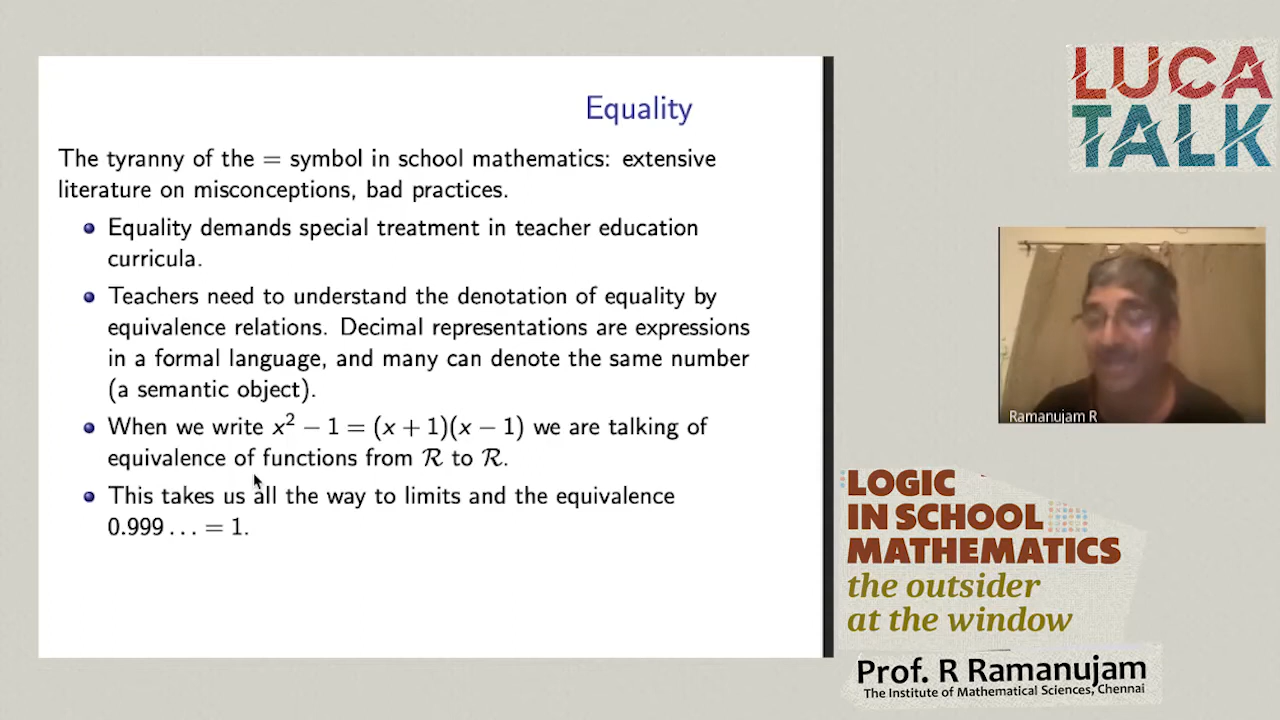 Equality
The tyranny of the = symbol in school mathematics: extensive
literature on misconceptions, bad practices.
Equality demands special treatment in teacher education
curricula.
Teachers need to understand the denotation of equality by
equivalence relations. Decimal representations are expressions
in a formal language, and many can denote the same number
(a semantic object).
When we write x² − 1 = (x + 1)(x − 1) we are talking of
equivalence of functions from ℛ to ℛ.
This takes us all the way to limits and the equivalence
0.999 . . . = 1.
LUCA
TALK
Ramanujam R
LOGIC
IN SCHOOL
MATHEMATICS
the outsider
at the window
Prof. R Ramanujam
The Institute of Mathematical Sciences, Chennai